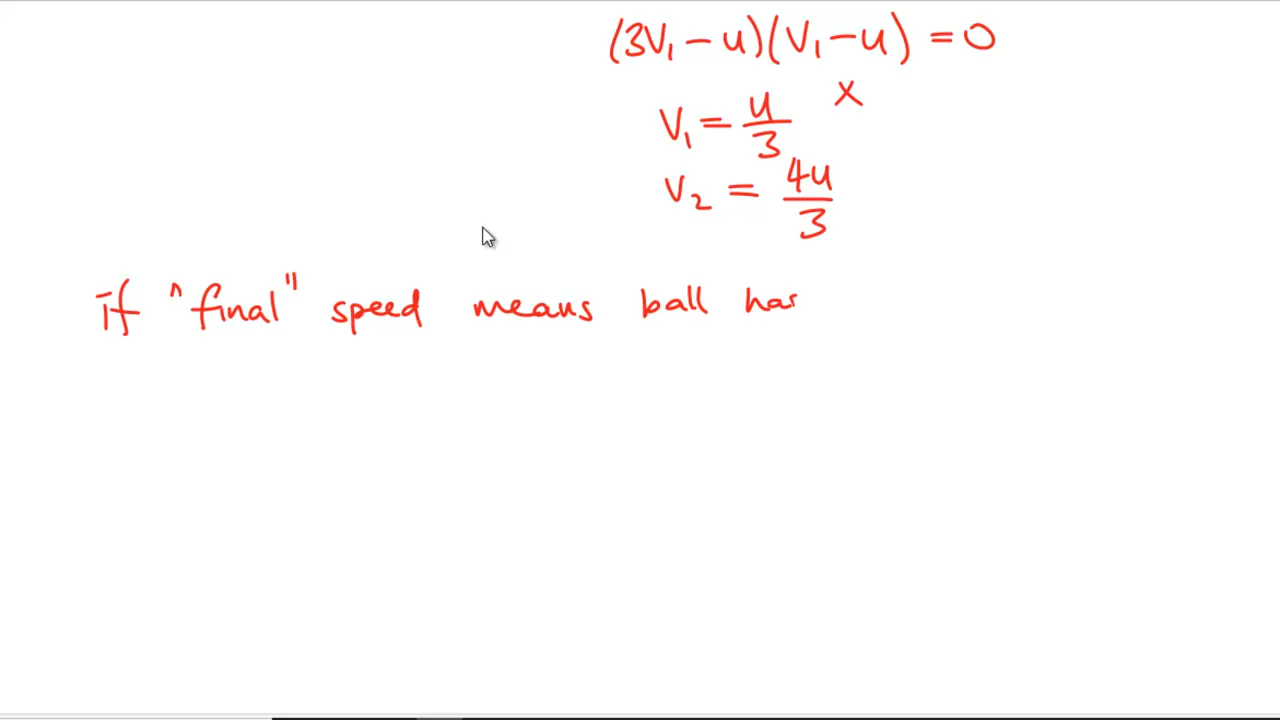 (3V₁ − u)(V₁ − u) = 0
V₁ = u/3 x
V₂ = 4u/3
if "final" speed means ball has